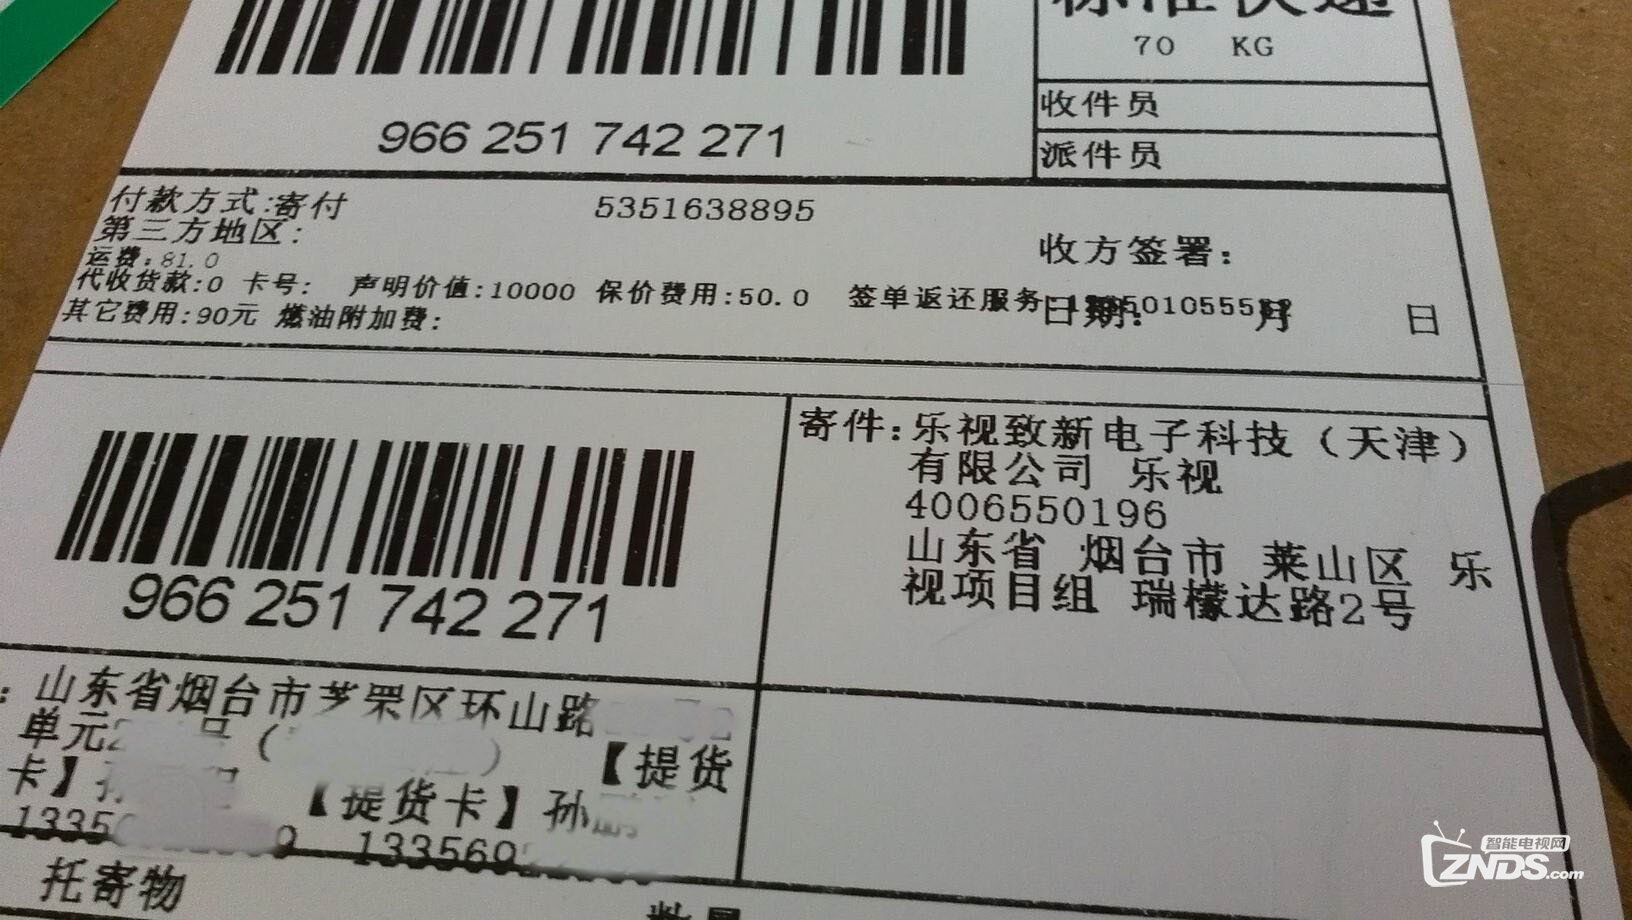 标准快递
70 KG
收件员
派件员
966 251 742 271
付款方式:寄付 5351638895
第三方地区:
运费:81.0
代收货款:0 卡号: 声明价值:10000 保价费用:50.0 签单返还服务
其它费用:90元 燃油附加费:
收方签署:
日期: 月 日
966 251 742 271
寄件:乐视致新电子科技(天津)
有限公司 乐视
4006550196
山东省 烟台市 莱山区 乐
视项目组 瑞檬达路2号
山东省烟台市芝罘区环山路
单元
【提货
卡】 【提货卡】孙
托寄物
数量
智能电视网
ZNDS.com